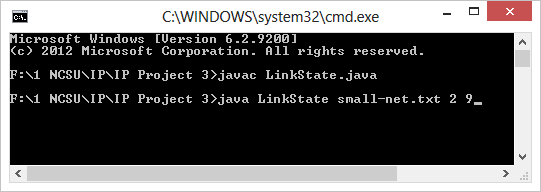 C:\WINDOWS\system32\cmd.exe
Microsoft Windows [Version 6.2.9200]
(c) 2012 Microsoft Corporation. All rights reserved.
F:\1 NCSU\IP\IP Project 3>javac LinkState.java
F:\1 NCSU\IP\IP Project 3>java LinkState small-net.txt 2 9_